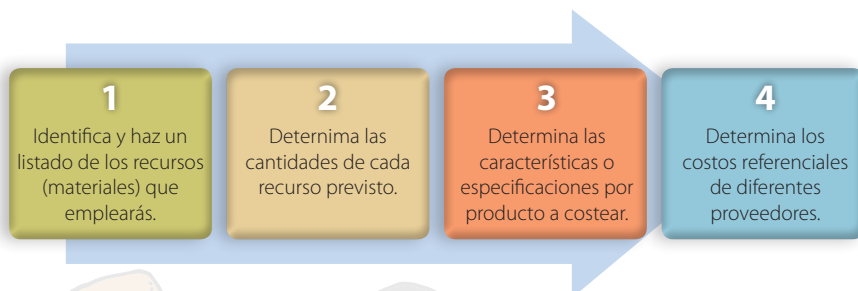 1
Identifica y haz un
listado de los recursos
(materiales) que
emplearás.
2
Deternima las
cantidades de cada
recurso previsto.
3
Determina las
características o
especificaciones por
producto a costear.
4
Determina los
costos referenciales
de diferentes
proveedores.